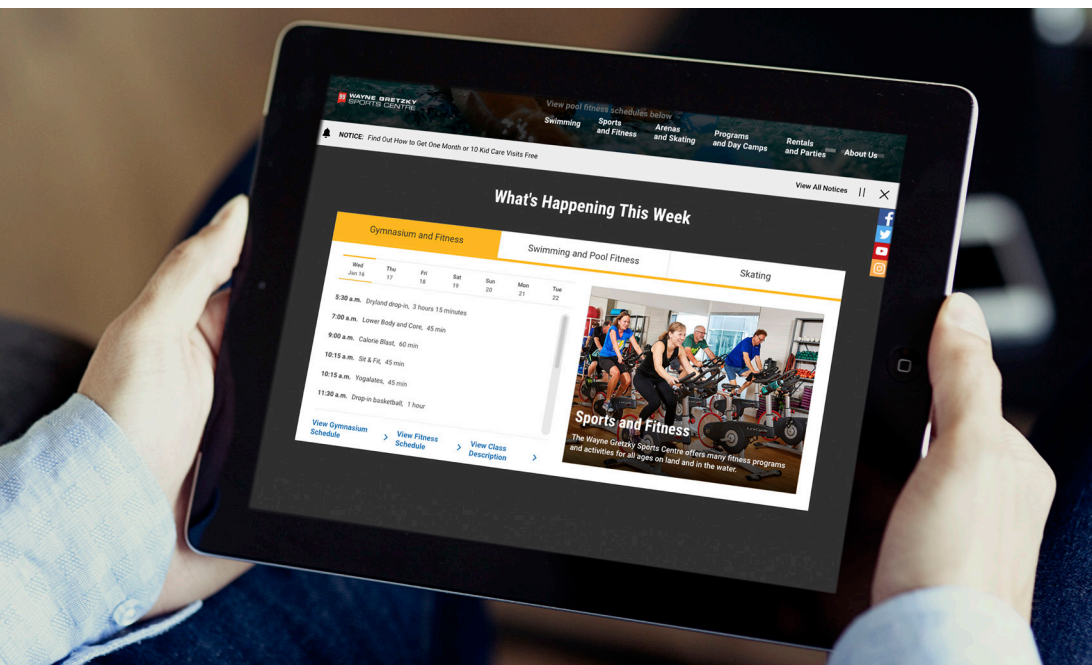 99
WAYNE GRETZKY
SPORTS CENTRE
View pool fitness schedules below
Swimming
Sports
and Fitness
Arenas
and Skating
Programs
and Day Camps
Rentals
and Parties
About Us
NOTICE: Find Out How to Get One Month or 10 Kid Care Visits Free
View All Notices
What's Happening This Week
Gymnasium and Fitness
Swimming and Pool Fitness
Skating
Wed
Jan 16
Thu
17
Fri
18
Sat
19
Sun
20
Mon
21
Tue
22
5:30 a.m. Dryland drop-in, 3 hours 15 minutes
7:00 a.m. Lower Body and Core, 45 min
9:00 a.m. Calorie Blast, 60 min
10:15 a.m. Sit & Fit, 45 min
10:15 a.m. Yogalates, 45 min
11:30 a.m. Drop-in basketball, 1 hour
View Gymnasium
Schedule
View Fitness
Schedule
View Class
Description
Sports and Fitness
The Wayne Gretzky Sports Centre offers many fitness programs
and activities for all ages on land and in the water.